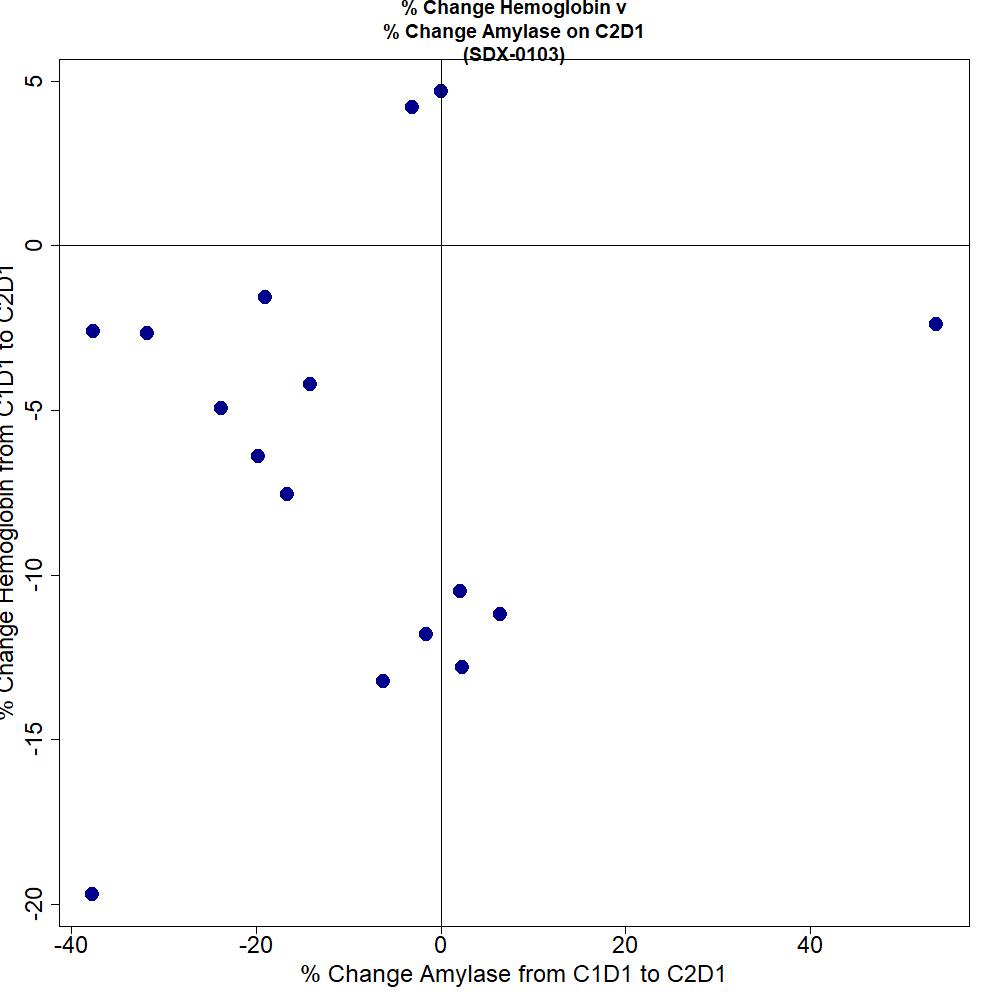 % Change Hemoglobin v
% Change Amylase on C2D1
(SDX-0103)
% Change Hemoglobin from C1D1 to C2D1
5
0
-5
-10
-15
-20
-40
-20
0
20
40
% Change Amylase from C1D1 to C2D1